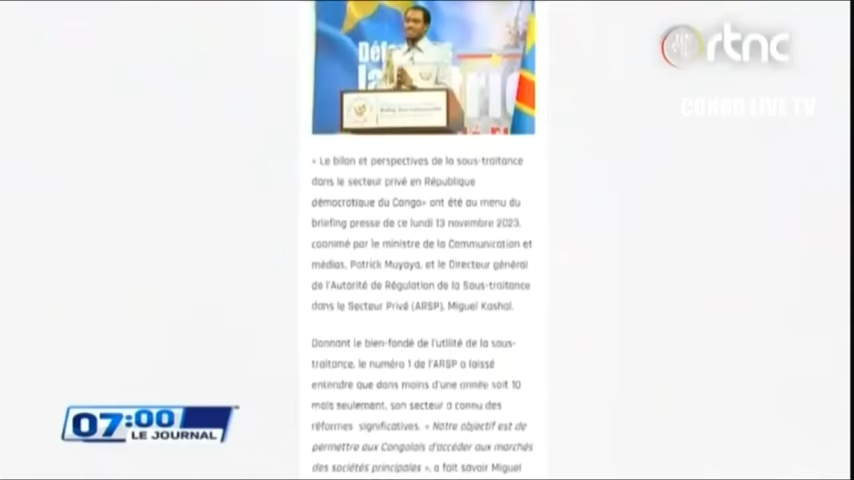 rtnc
CONGO LIVE TV
Défe
« Le bilan et perspectives de la sous-traitance
dans le secteur privé en République
démocratique du Congo» ont été au menu du
briefing presse de ce lundi 13 novembre 2023,
coanimé par le ministre de la Communication et
médias, Patrick Muyaya, et le Directeur général
de l'Autorité de Régulation de la Sous-traitance
dans le Secteur Privé (ARSP), Miguel Kashal.
Donnant le bien-fondé de l'utilité de la sous-
traitance, le numéro 1 de l'ARSP a laissé
entendre que dans moins d'une année soit 10
mois seulement, son secteur a connu des
réformes significatives. « Notre objectif est de
permettre aux Congolais d'accéder aux marchés
des sociétés principales », a fait savoir Miguel
07:00
LE JOURNAL